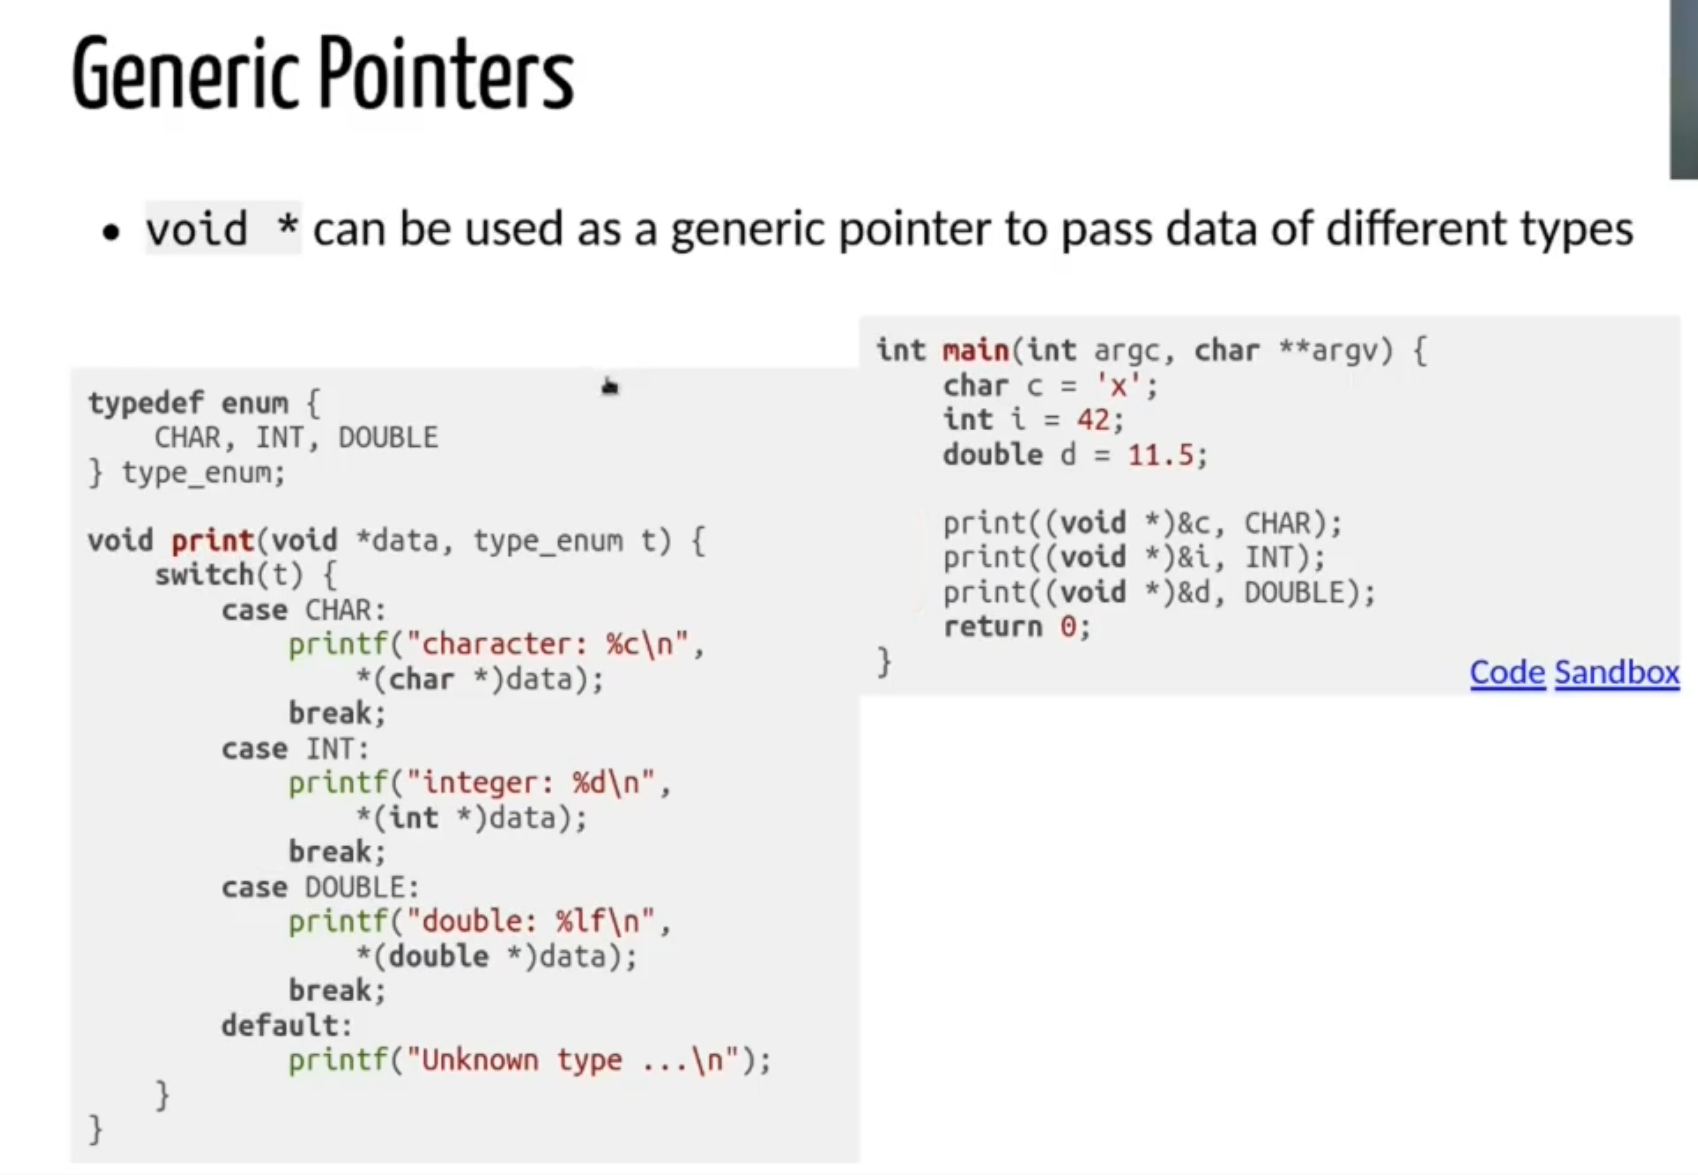 Generic Pointers
• void * can be used as a generic pointer to pass data of different types
typedef enum {
    CHAR, INT, DOUBLE
} type_enum;

void print(void *data, type_enum t) {
    switch(t) {
        case CHAR:
            printf("character: %c\n",
                *(char *)data);
            break;
        case INT:
            printf("integer: %d\n",
                *(int *)data);
            break;
        case DOUBLE:
            printf("double: %lf\n",
                *(double *)data);
            break;
        default:
            printf("Unknown type ...\n");
    }
}
int main(int argc, char **argv) {
    char c = 'x';
    int i = 42;
    double d = 11.5;

    print((void *)&c, CHAR);
    print((void *)&i, INT);
    print((void *)&d, DOUBLE);
    return 0;
}
Code Sandbox